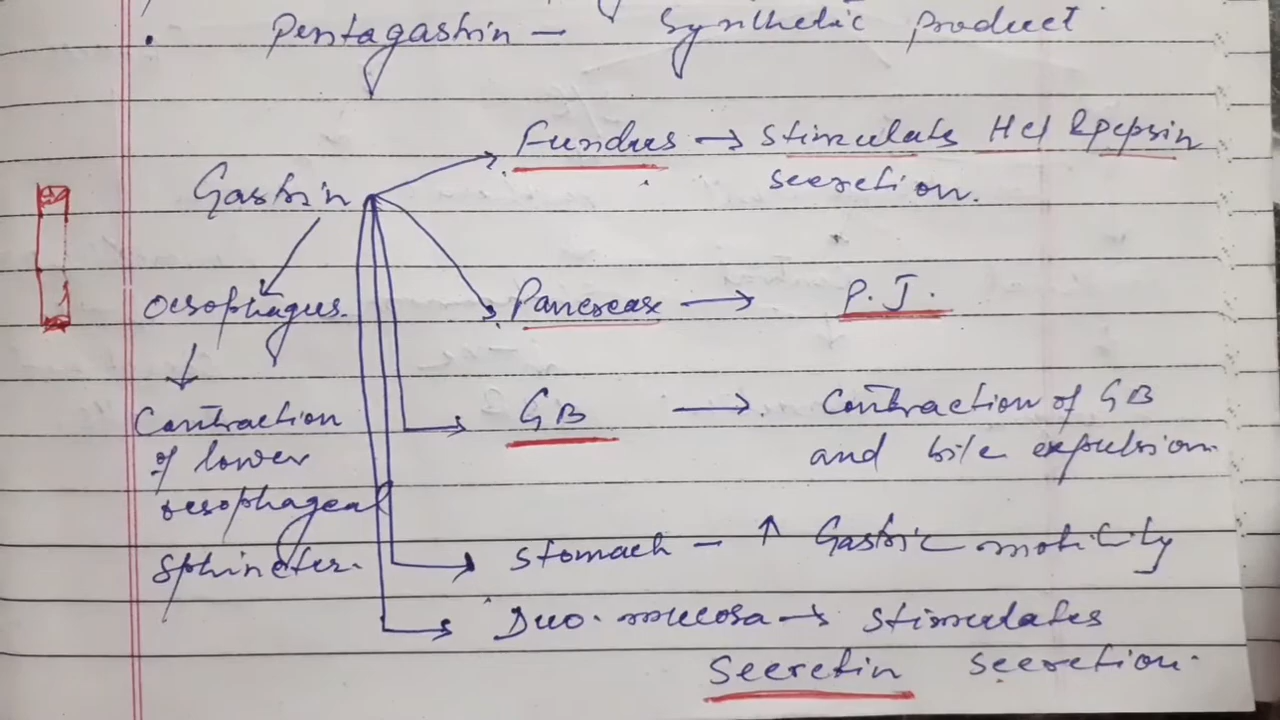 • Pentagastrin – Synthetic product
Gastrin
Fundus → Stimulates Hcl & pepsin
secretion.
Oesophagus.
Pancreas → P.J.
Contraction
of lower
oesophageal
sphincter.
GB → Contraction of GB
and bile expulsion.
Stomach – ↑ Gastric motility
Duo. mucosa → Stimulates
Secretin secretion.